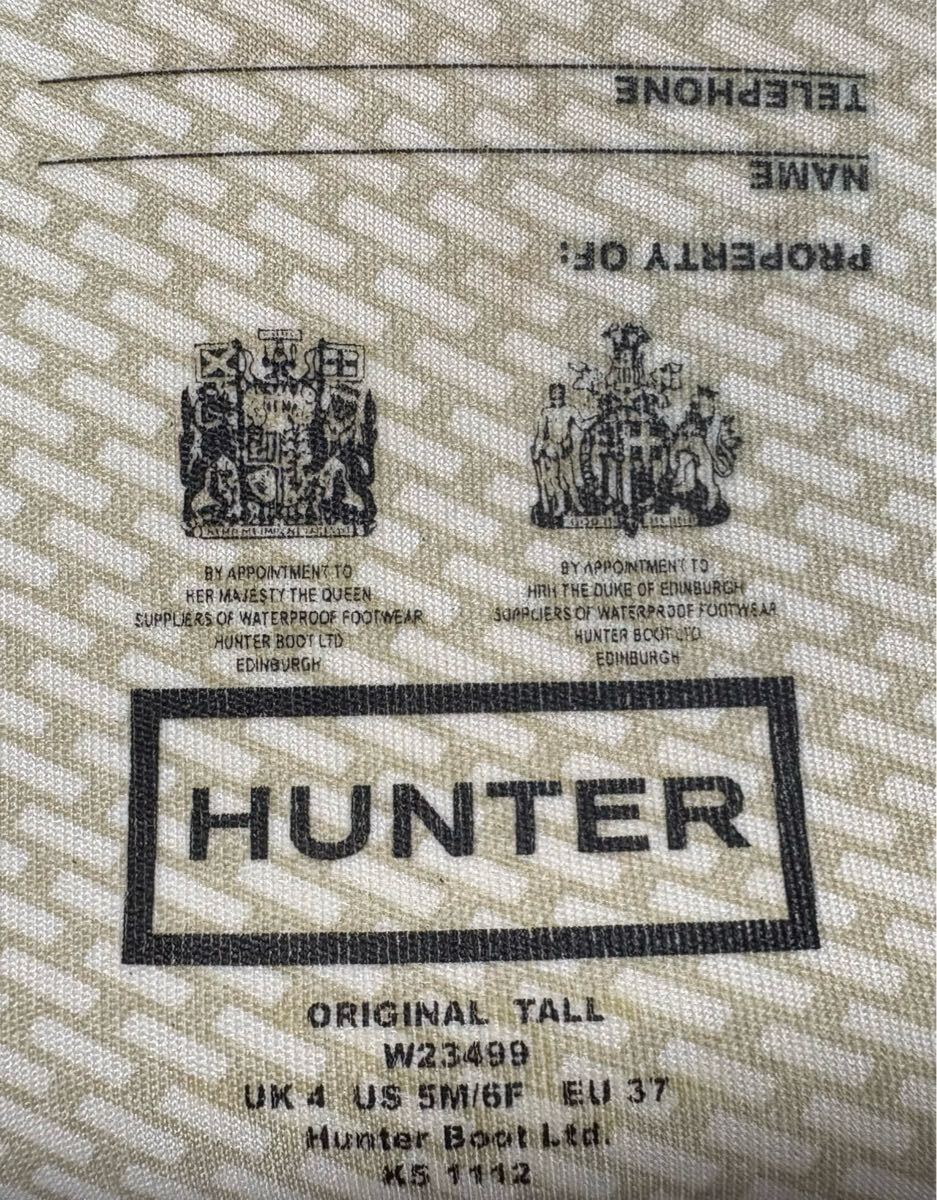 TELEPHONE
NAME
PROPERTY OF:
BY APPOINTMENT TO
HER MAJESTY THE QUEEN
SUPPLIERS OF WATERPROOF FOOTWEAR
HUNTER BOOT LTD
EDINBURGH
BY APPOINTMENT TO
HRH THE DUKE OF EDINBURGH
SUPPLIERS OF WATERPROOF FOOTWEAR
HUNTER BOOT LTD
EDINBURGH
HUNTER
ORIGINAL TALL
W23499
UK 4 US 5M/6F EU 37
Hunter Boot Ltd.
K5 1112